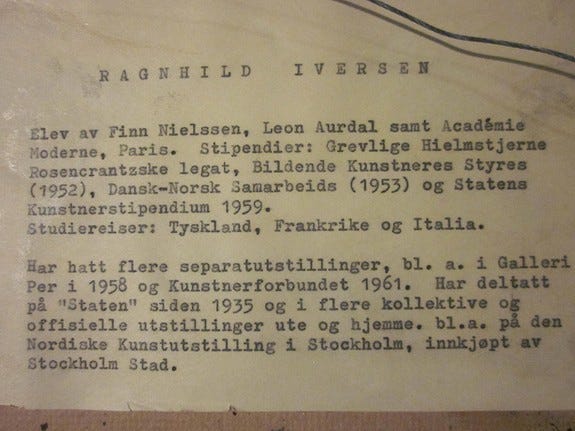 RAGNHILD IVERSEN
Elev av Finn Nielssen, Leon Aurdal samt Académie
Moderne, Paris. Stipendier: Grevlige Hielmstjerne
Rosencrantzske legat, Bildende Kunstneres Styres
(1952), Dansk-Norsk Samarbeids (1953) og Statens
Kunstnerstipendium 1959.
Studiereiser: Tyskland, Frankrike og Italia.
Har hatt flere separatutstillinger, bl. a. i Galleri
Per i 1958 og Kunstnerforbundet 1961. Har deltatt
på "Staten" siden 1935 og i flere kollektive og
offisielle utstillinger ute og hjemme. bl.a. på den
Nordiske Kunstutstilling i Stockholm, innkjøpt av
Stockholm Stad.